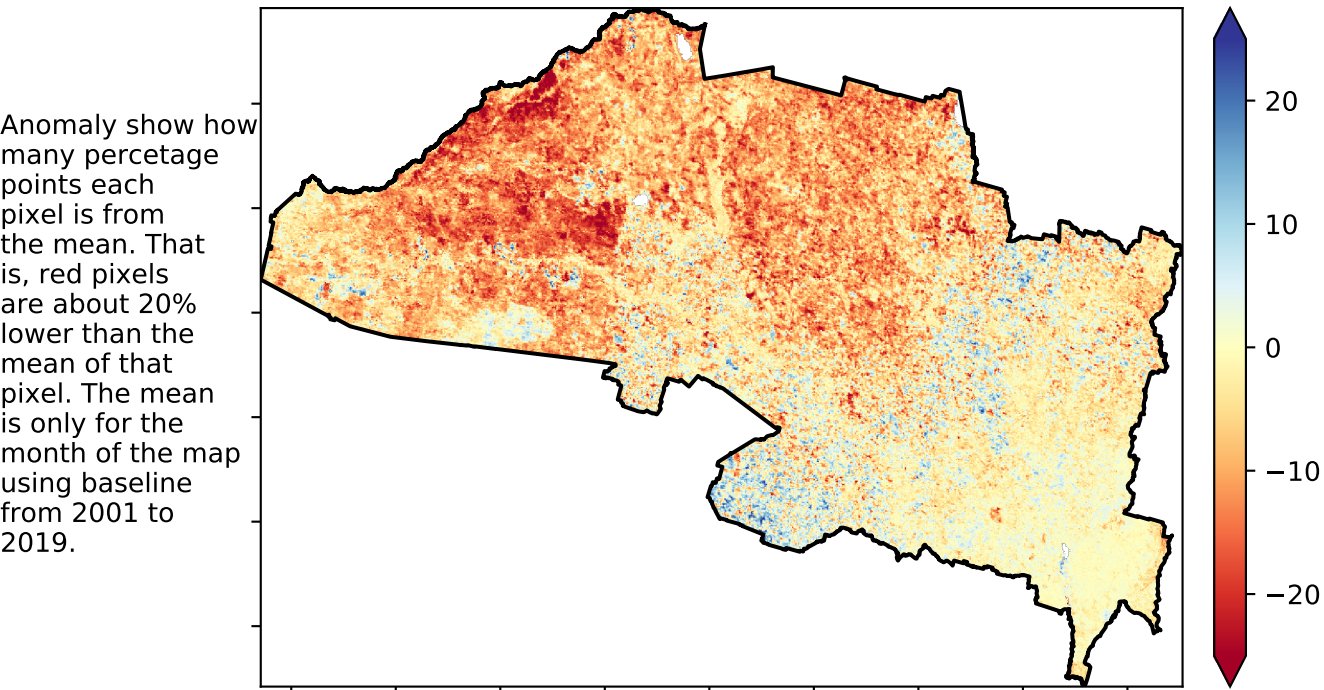 Anomaly show how
many percetage
points each
pixel is from
the mean. That
is, red pixels
are about 20%
lower than the
mean of that
pixel. The mean
is only for the
month of the map
using baseline
from 2001 to
2019.
20
10
0
−10
−20